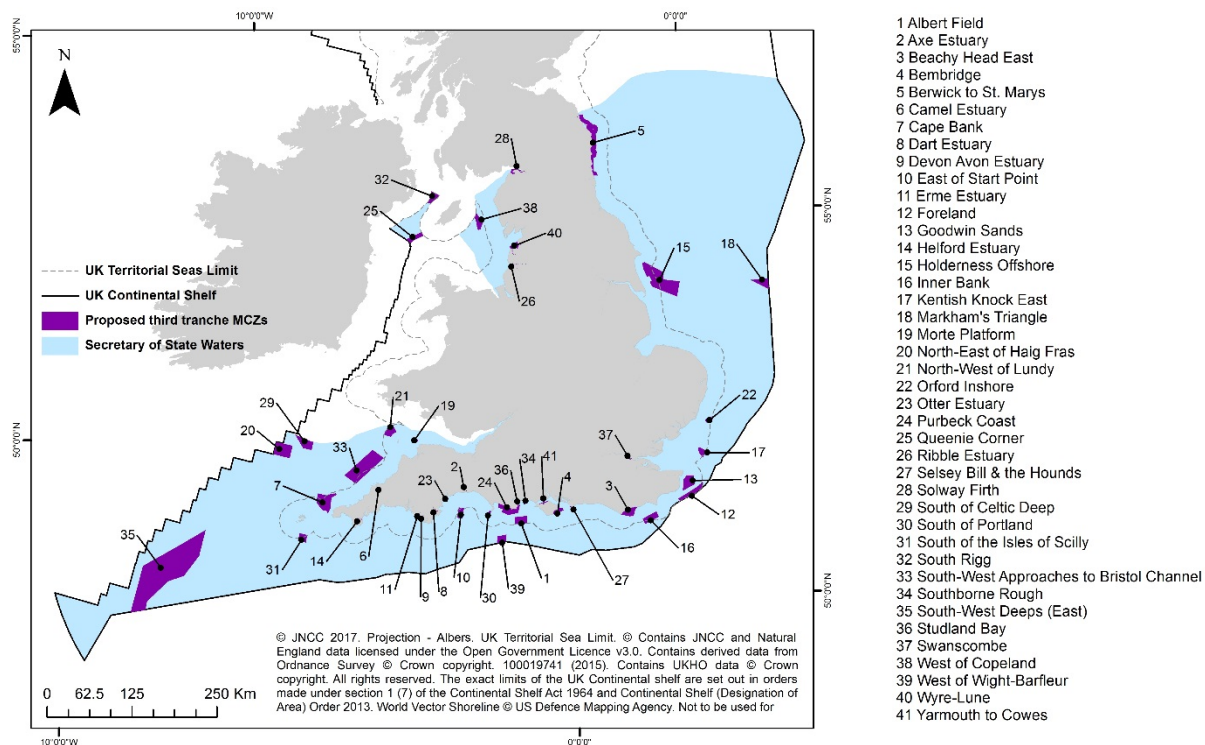 10°0'0"W
0°0'0"
55°0'0"N
N
5
28
32
38
25
40
15
18
26
UK Territorial Seas Limit
UK Continental Shelf
Proposed third tranche MCZs
Secretary of State Waters
55°0'0"N
50°0'0"N
29
20
21
19
33
22
37
17
2
36
34
41
23
24
4
3
13
7
12
35
31
14
6
11
9
8
10
30
39
1
27
16
50°0'0"N
© JNCC 2017. Projection - Albers. UK Territorial Sea Limit. © Contains JNCC and Natural
England data licensed under the Open Government Licence v3.0. Contains derived data from
Ordnance Survey © Crown copyright. 100019741 (2015). Contains UKHO data © Crown
copyright. All rights reserved. The exact limits of the UK Continental shelf are set out in orders
made under section 1 (7) of the Continental Shelf Act 1964 and Continental Shelf (Designation of
Area) Order 2013. World Vector Shoreline © US Defence Mapping Agency. Not to be used for
0 62.5 125 250 Km
10°0'0"W
0°0'0"
1 Albert Field
2 Axe Estuary
3 Beachy Head East
4 Bembridge
5 Berwick to St. Marys
6 Camel Estuary
7 Cape Bank
8 Dart Estuary
9 Devon Avon Estuary
10 East of Start Point
11 Erme Estuary
12 Foreland
13 Goodwin Sands
14 Helford Estuary
15 Holderness Offshore
16 Inner Bank
17 Kentish Knock East
18 Markham's Triangle
19 Morte Platform
20 North-East of Haig Fras
21 North-West of Lundy
22 Orford Inshore
23 Otter Estuary
24 Purbeck Coast
25 Queenie Corner
26 Ribble Estuary
27 Selsey Bill & the Hounds
28 Solway Firth
29 South of Celtic Deep
30 South of Portland
31 South of the Isles of Scilly
32 South Rigg
33 South-West Approaches to Bristol Channel
34 Southborne Rough
35 South-West Deeps (East)
36 Studland Bay
37 Swanscombe
38 West of Copeland
39 West of Wight-Barfleur
40 Wyre-Lune
41 Yarmouth to Cowes